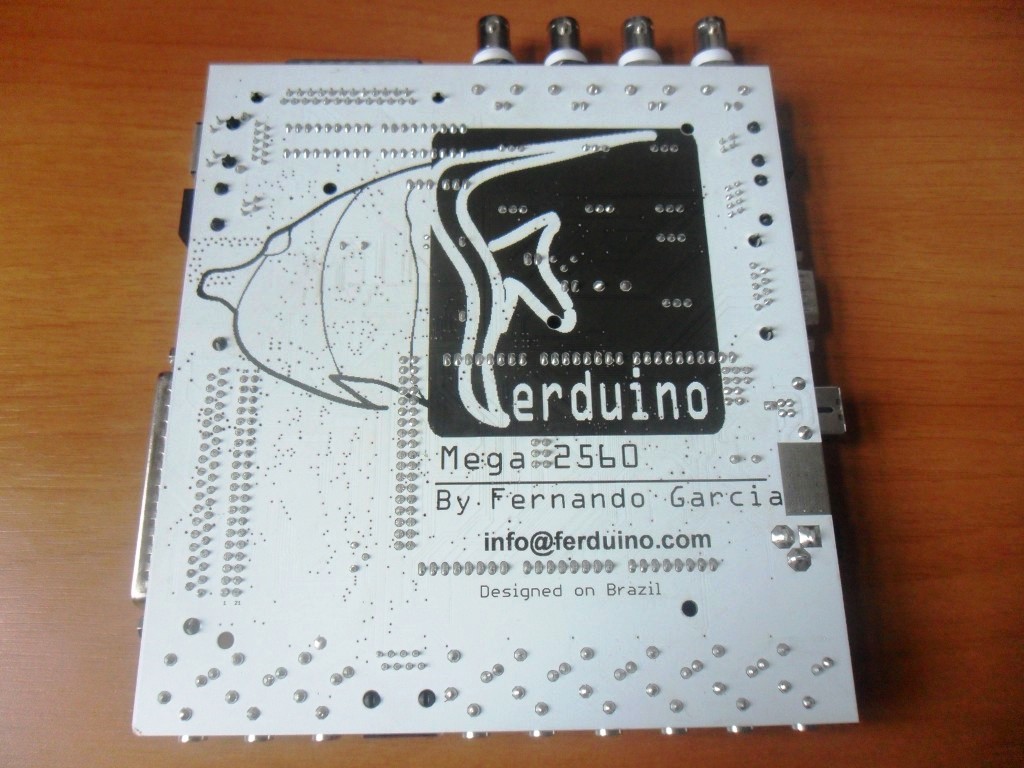 Ferduino
Mega 2560
By Fernando Garcia
info@ferduino.com
Designed on Brazil